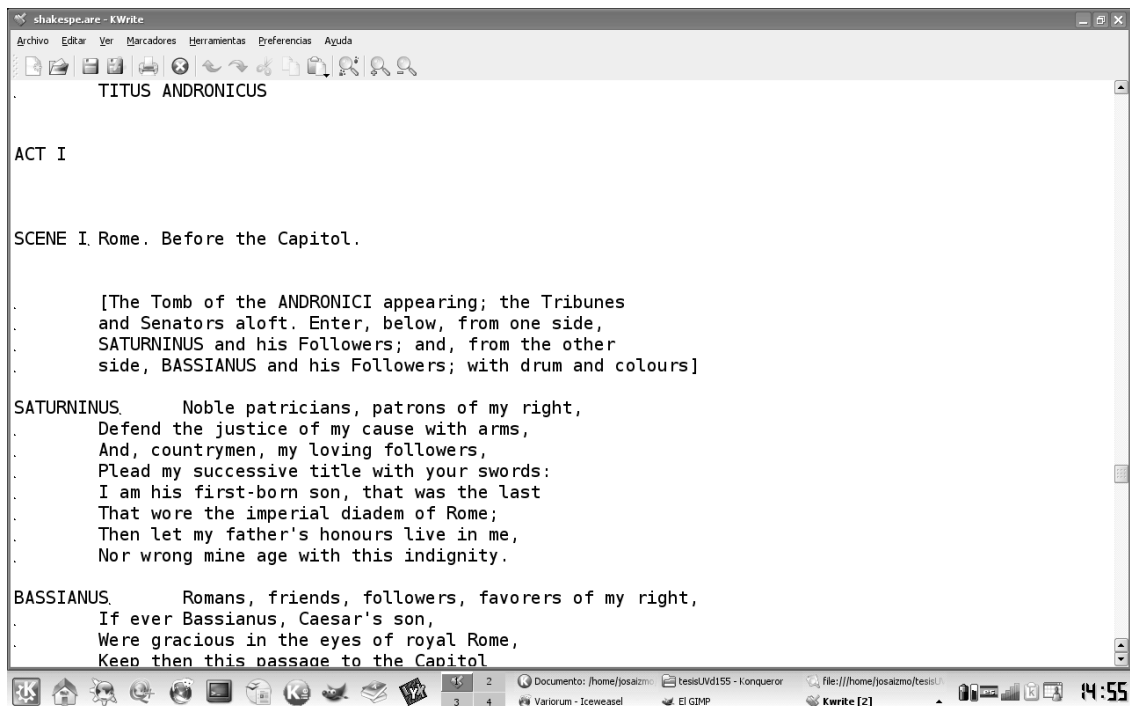 shakespe.are - KWrite
Archivo Editar Ver Marcadores Herramientas Preferencias Ayuda
TITUS ANDRONICUS
ACT I
SCENE I Rome. Before the Capitol.
[The Tomb of the ANDRONICI appearing; the Tribunes
and Senators aloft. Enter, below, from one side,
SATURNINUS and his Followers; and, from the other
side, BASSIANUS and his Followers; with drum and colours]
SATURNINUS Noble patricians, patrons of my right,
Defend the justice of my cause with arms,
And, countrymen, my loving followers,
Plead my successive title with your swords:
I am his first-born son, that was the last
That wore the imperial diadem of Rome;
Then let my father's honours live in me,
Nor wrong mine age with this indignity.
BASSIANUS Romans, friends, followers, favorers of my right,
If ever Bassianus, Caesar's son,
Were gracious in the eyes of royal Rome,
Keep then this passage to the Capitol
2 Documento: /home/josaizmo tesisUVd155 - Konqueror file:///home/josaizmo/tesisU
3 4 Variorum - Iceweasel El GIMP Kwrite [2] 14:55